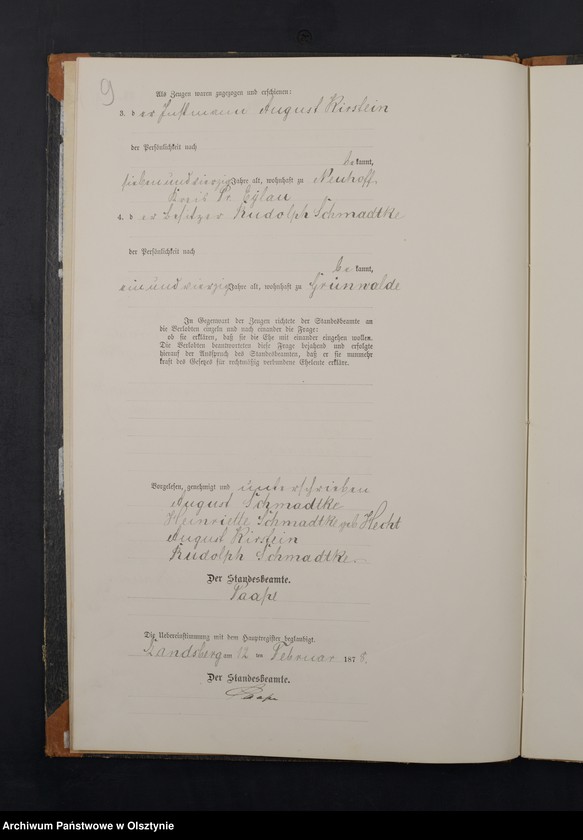 9
Als Zeugen waren zugezogen und erschienen:
3. der Instmann August Kirstein
der Persönlichkeit nach
bekannt,
siebenundvierzig Jahre alt, wohnhaft zu Neuhoff
Kreis Pr. Eylau
4. der Besitzer Rudolph Schmadtke
der Persönlichkeit nach
bekannt,
einundvierzig Jahre alt, wohnhaft zu Grünwalde
In Gegenwart der Zeugen richtete der Standesbeamte an
die Verlobten einzeln und nach einander die Frage:
ob sie erklären, daß sie die Ehe mit einander eingehen wollen.
Die Verlobten beantworteten diese Frage bejahend und erfolgte
hierauf der Ausspruch des Standesbeamten, daß er sie nunmehr
kraft des Gesetzes für rechtmäßig verbundene Eheleute erkläre.
Vorgelesen, genehmigt und unterschrieben
August Schmadtke
Heinriette Schmadtke geb Hecht
August Kirstein
Rudolph Schmadtke
Der Standesbeamte.
Paape
Die Uebereinstimmung mit dem Hauptregister beglaubigt.
Landsberg am 12 ten Februar 1878.
Der Standesbeamte.
Paape
Archiwum Państwowe w Olsztynie